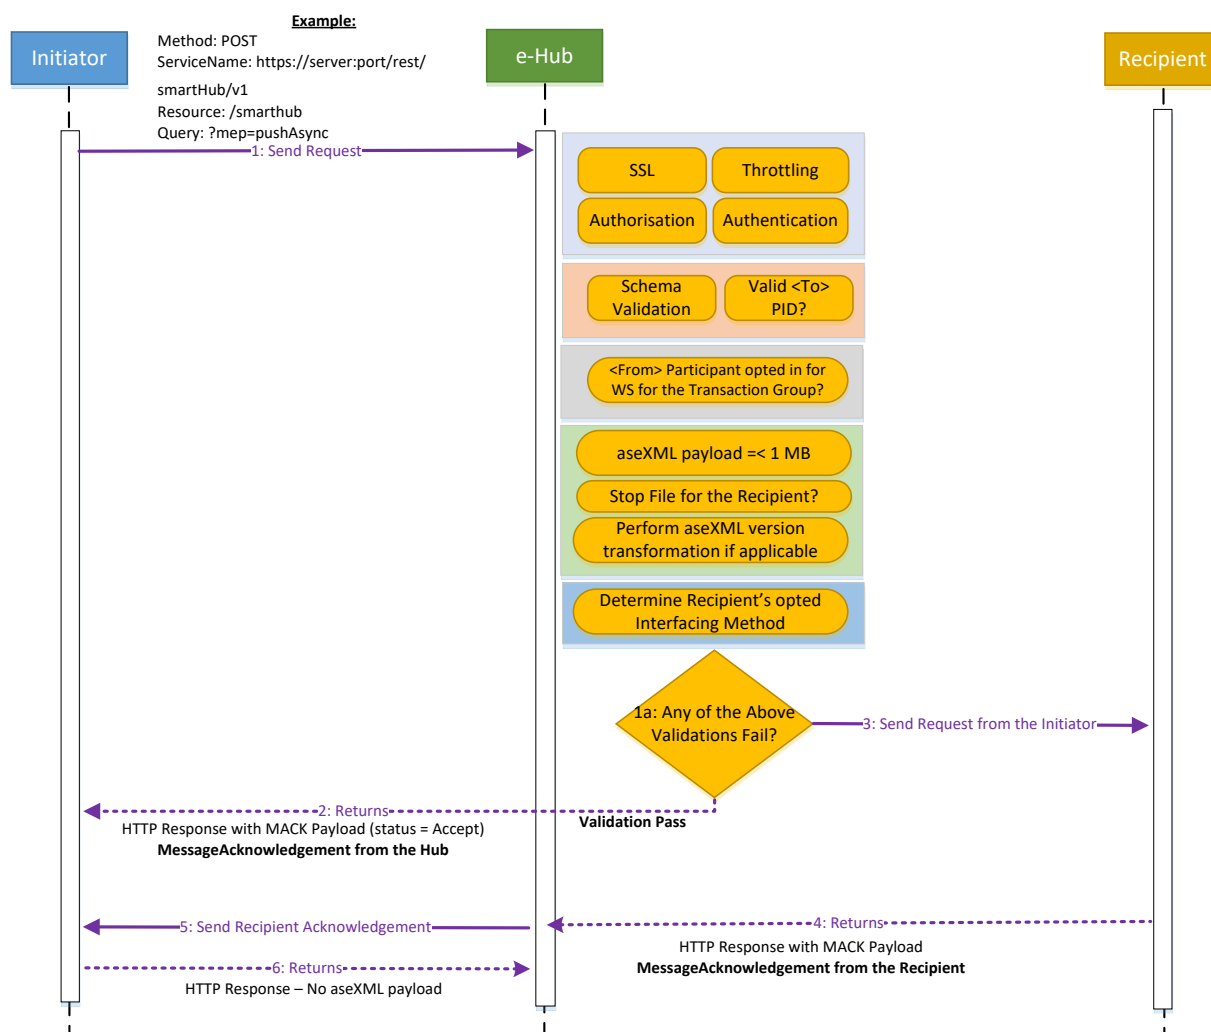 Example:
Method: POST
ServiceName: https://server:port/rest/
smartHub/v1
Resource: /smarthub
Query: ?mep=pushAsync
Initiator
e-Hub
Recipient
1: Send Request
SSL
Throttling
Authorisation
Authentication
Schema
Validation
Valid <To>
PID?
<From> Participant opted in for
WS for the Transaction Group?
aseXML payload =< 1 MB
Stop File for the Recipient?
Perform aseXML version
transformation if applicable
Determine Recipient's opted
Interfacing Method
1a: Any of the Above
Validations Fail?
3: Send Request from the Initiator
2: Returns
HTTP Response with MACK Payload (status = Accept)
MessageAcknowledgement from the Hub
Validation Pass
5: Send Recipient Acknowledgement
4: Returns
HTTP Response with MACK Payload
MessageAcknowledgement from the Recipient
6: Returns
HTTP Response – No aseXML payload